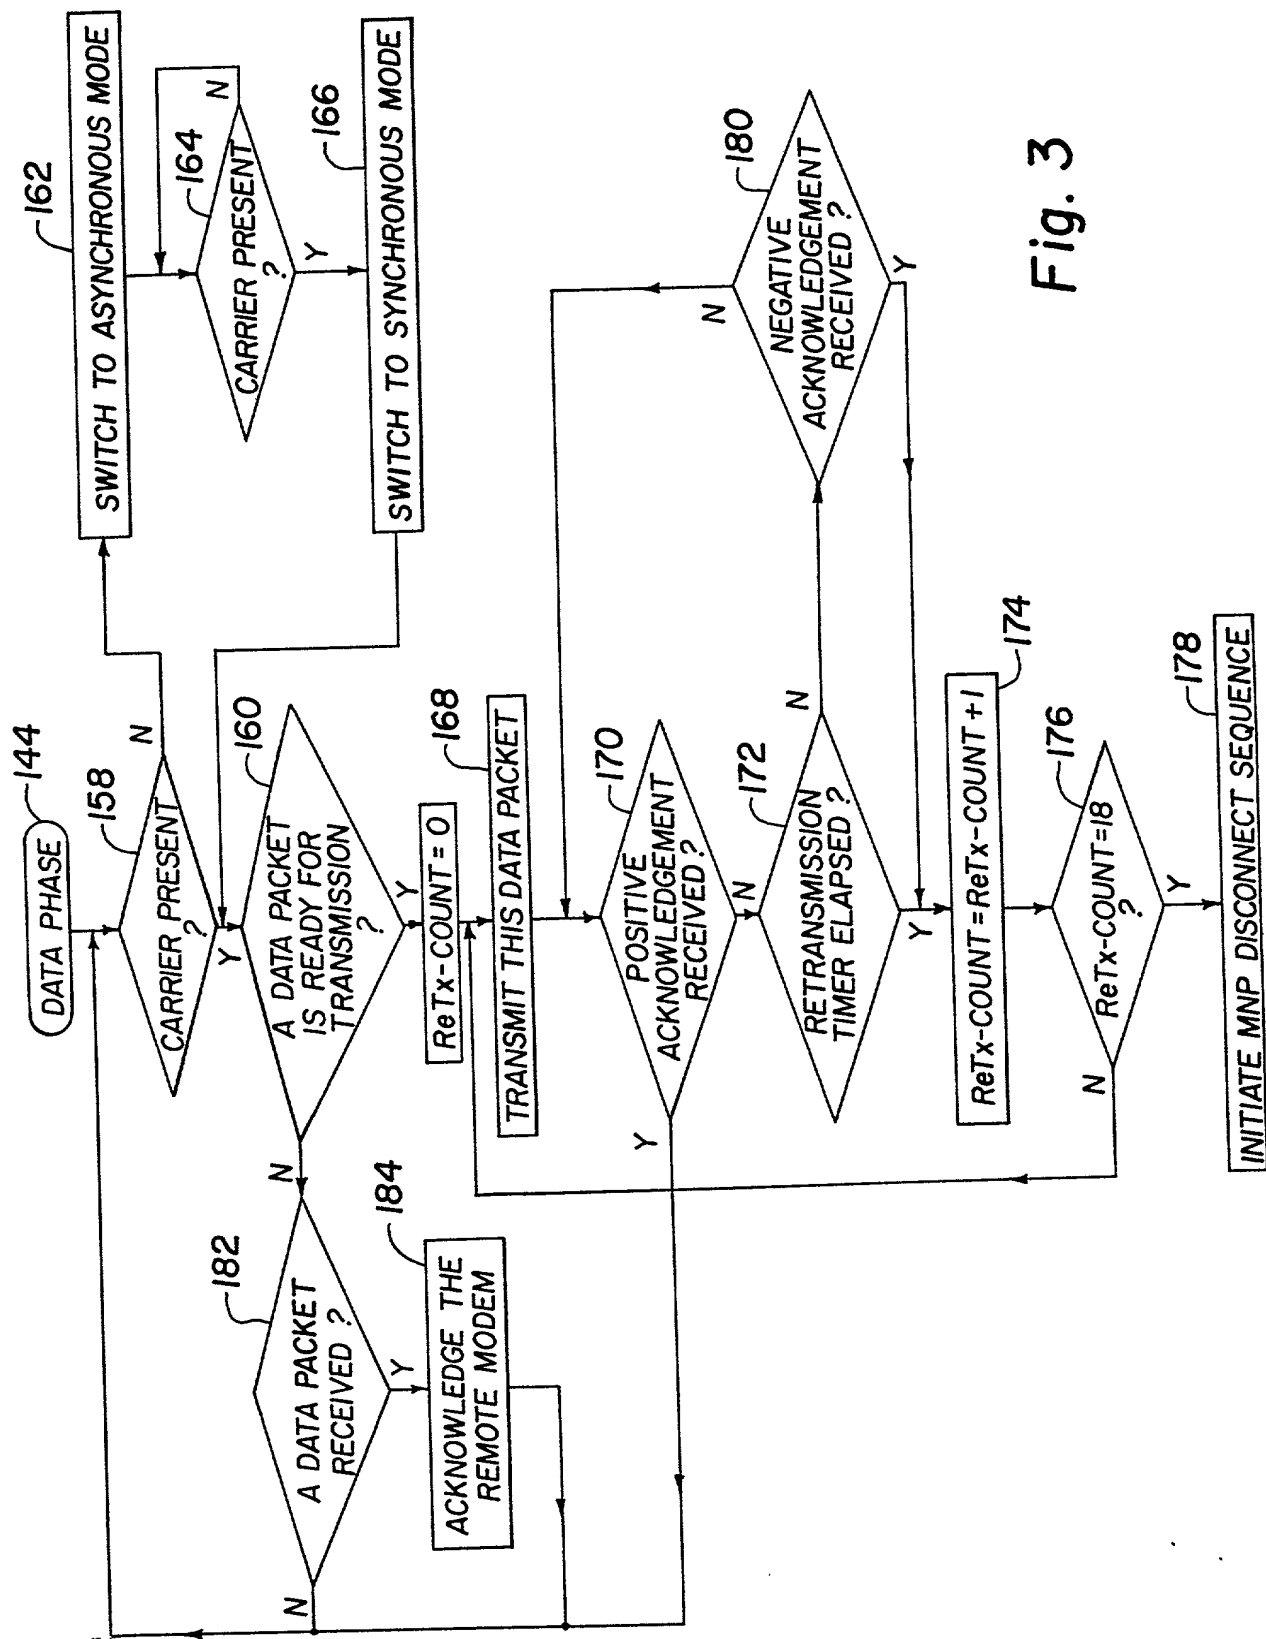 144
DATA PHASE
158
CARRIER PRESENT
?
N
Y
162
SWITCH TO ASYNCHRONOUS MODE
164
CARRIER PRESENT
?
N
Y
166
SWITCH TO SYNCHRONOUS MODE
160
A DATA PACKET
IS READY FOR
TRANSMISSION
?
N
Y
182
A DATA PACKET
RECEIVED ?
N
Y
184
ACKNOWLEDGE THE
REMOTE MODEM
ReTx-COUNT = 0
168
TRANSMIT THIS DATA PACKET
170
POSITIVE
ACKNOWLEDGEMENT
RECEIVED ?
Y
N
172
RETRANSMISSION
TIMER ELAPSED ?
N
Y
180
NEGATIVE
ACKNOWLEDGEMENT
RECEIVED ?
N
Y
174
ReTx-COUNT = ReTx-COUNT + 1
176
ReTx-COUNT = 18
?
N
Y
178
INITIATE MNP DISCONNECT SEQUENCE
Fig. 3